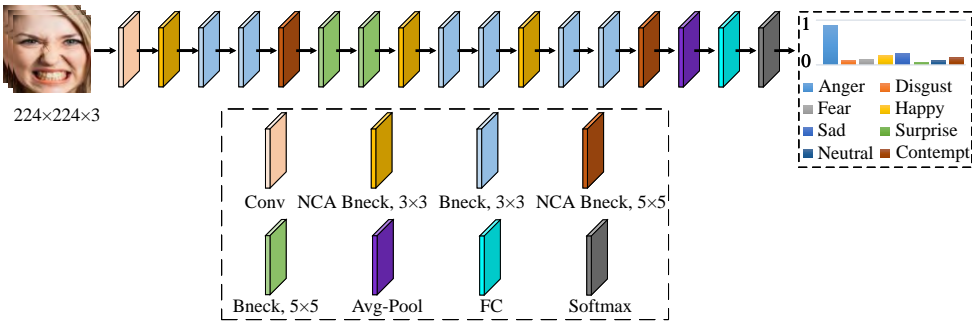 1
0
224×224×3
Anger
Disgust
Fear
Happy
Sad
Surprise
Neutral
Contempt
Conv
NCA Bneck, 3×3
Bneck, 3×3
NCA Bneck, 5×5
Bneck, 5×5
Avg-Pool
FC
Softmax